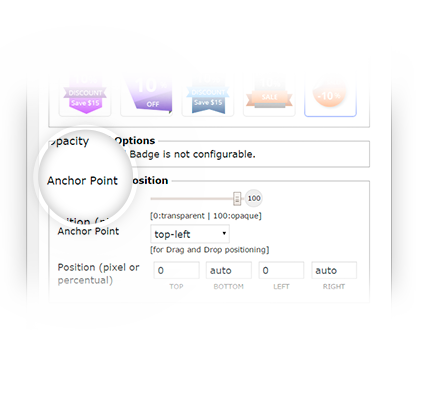 DISCOUNT
Save $15
10
OFF
DISCOUNT
Save $15
SALE
-10
Options
Badge is not configurable.
Opacity
Anchor Point
osition
100
[0:transparent | 100:opaque]
Anchor Point
top-left
[for Drag and Drop positioning]
Position (pixel or
percentual)
0 auto 0 auto
TOP BOTTOM LEFT RIGHT